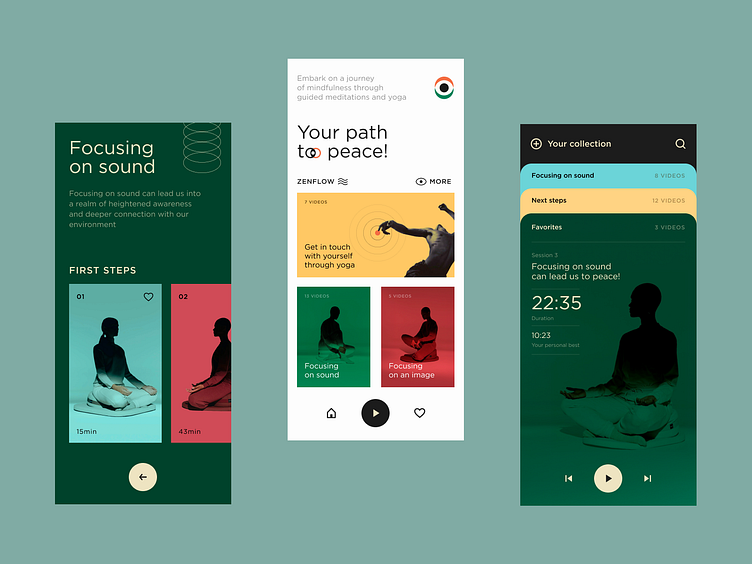 Focusing
on sound
Focusing on sound can lead us into
a realm of heightened awareness
and deeper connection with our
environment
FIRST STEPS
01
02
15min
43min
Embark on a journey
of mindfulness through
guided meditations and yoga
Your path
too peace!
ZENFLOW
MORE
7 VIDEOS
Get in touch
with yourself
through yoga
13 VIDEOS
Focusing
on sound
5 VIDEOS
Focusing
on an image
Your collection
Focusing on sound
8 VIDEOS
Next steps
12 VIDEOS
Favorites
3 VIDEOS
Session 3
Focusing on sound
can lead us to peace!
22:35
Duration
10:23
Your personal best